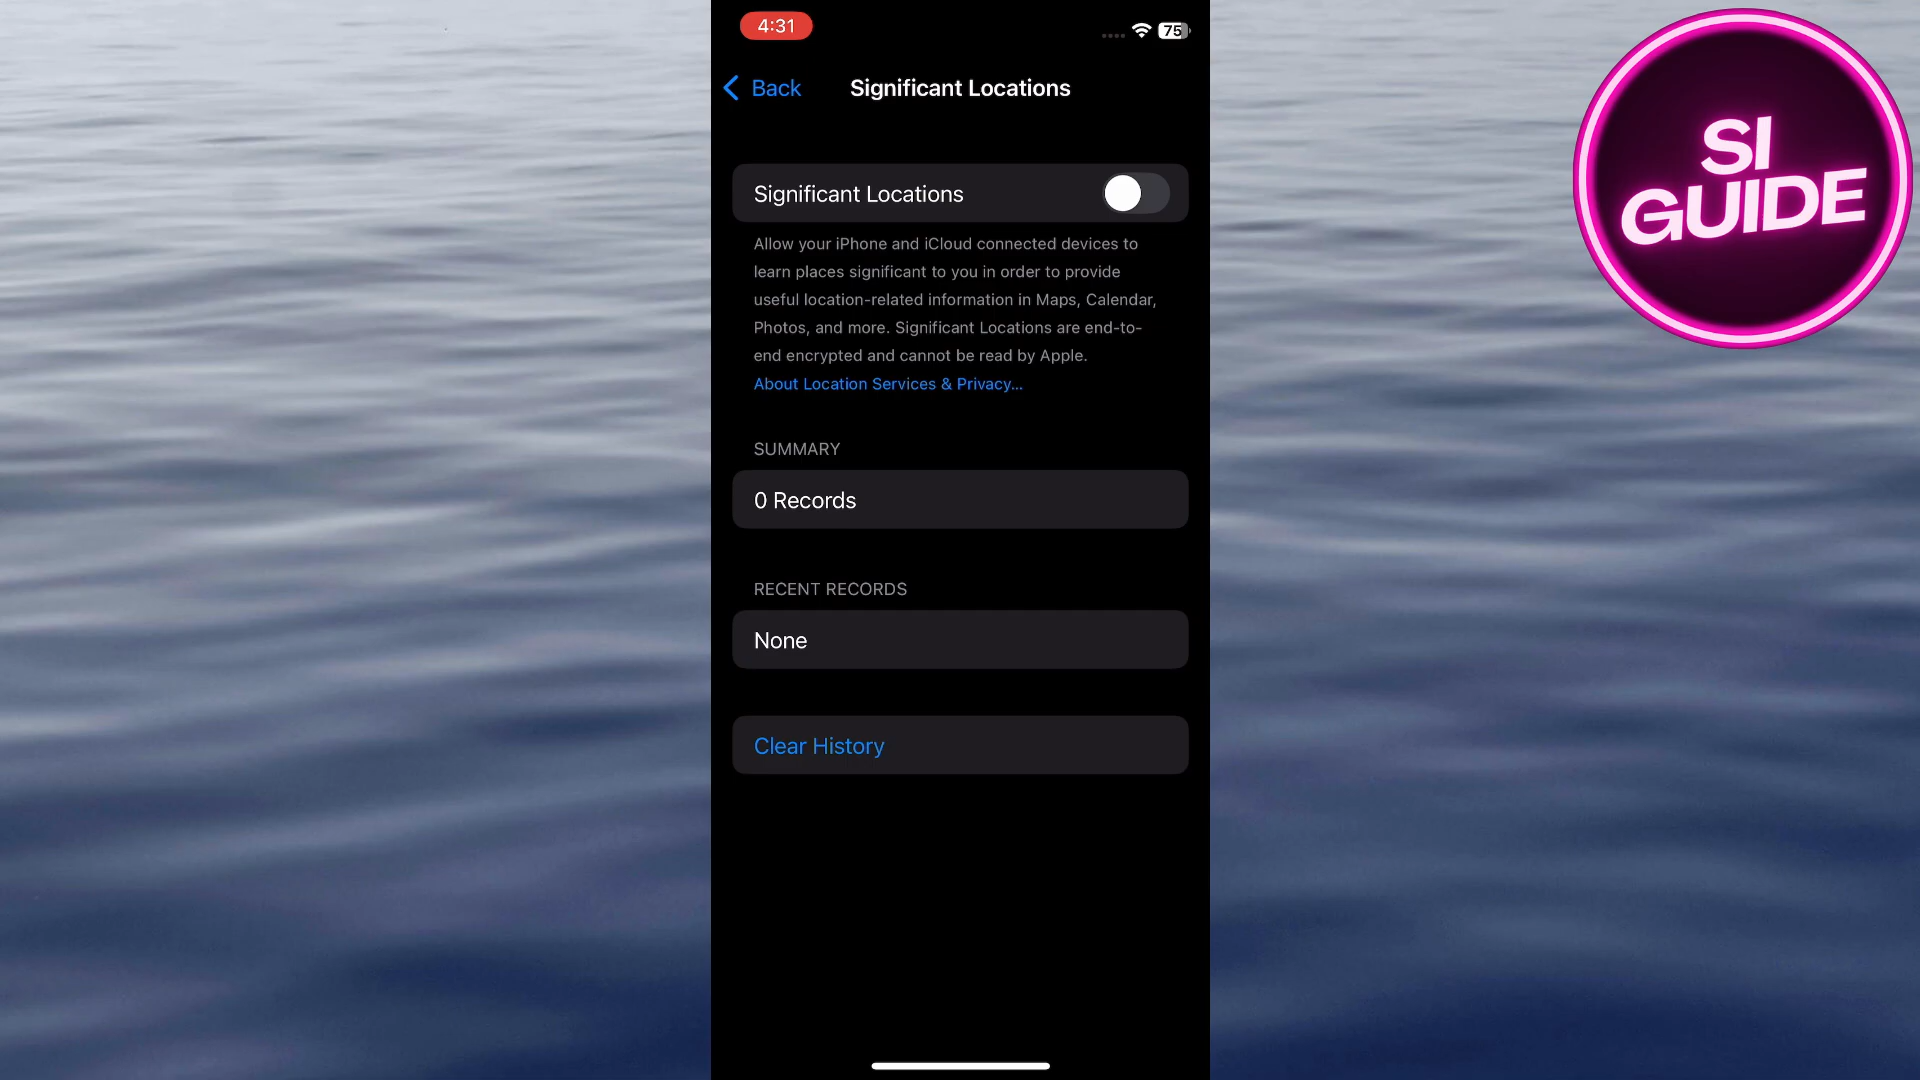 4:31
75
Back
Significant Locations
SI
GUIDE
Significant Locations
Allow your iPhone and iCloud connected devices to
learn places significant to you in order to provide
useful location-related information in Maps, Calendar,
Photos, and more. Significant Locations are end-to-
end encrypted and cannot be read by Apple.
About Location Services & Privacy...
SUMMARY
0 Records
RECENT RECORDS
None
Clear History